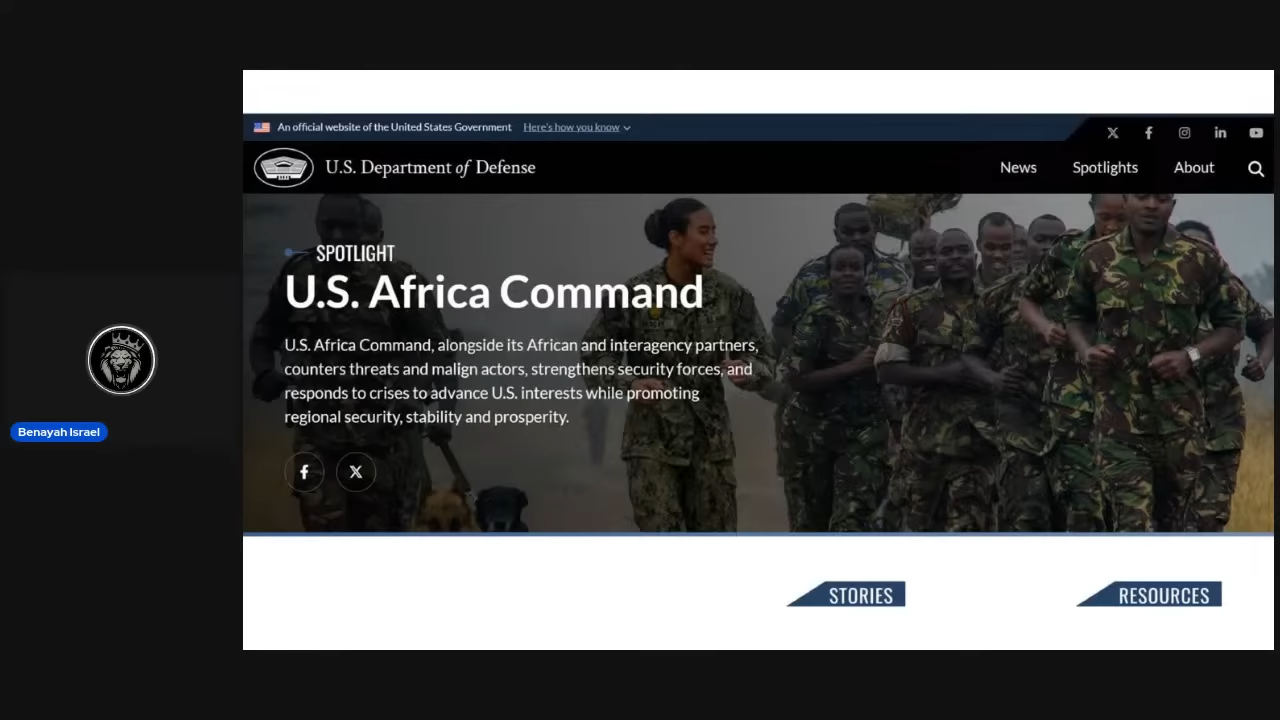 An official website of the United States Government Here's how you know
U.S. Department of Defense
News Spotlights About
SPOTLIGHT
U.S. Africa Command
U.S. Africa Command, alongside its African and interagency partners,
counters threats and malign actors, strengthens security forces, and
responds to crises to advance U.S. interests while promoting
regional security, stability and prosperity.
Benayah Israel
STORIES
RESOURCES